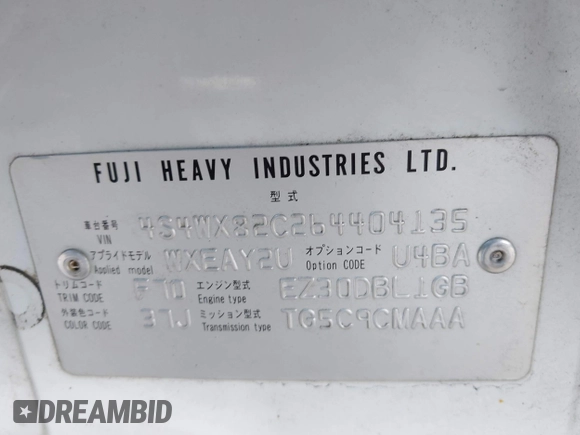 FUJI HEAVY INDUSTRIES LTD.
型式
車台番号 VIN 4S4WX82C264404135
アプライドモデル Applied model WXEAY2U オプションコード Option CODE U4BA
トリムコード TRIM CODE F70 エンジン型式 Engine type EZ30DBL1GB
外装色コード COLOR CODE 37J ミッション型式 Transmission type TG5C9CMAAA
DREAMBID